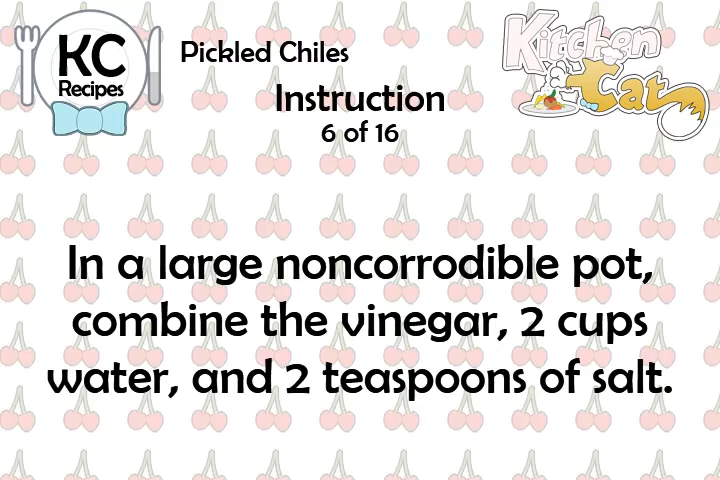 KC
Recipes
Pickled Chiles
Kitchen
Cat
Instruction
6 of 16
In a large noncorrodible pot,
combine the vinegar, 2 cups
water, and 2 teaspoons of salt.